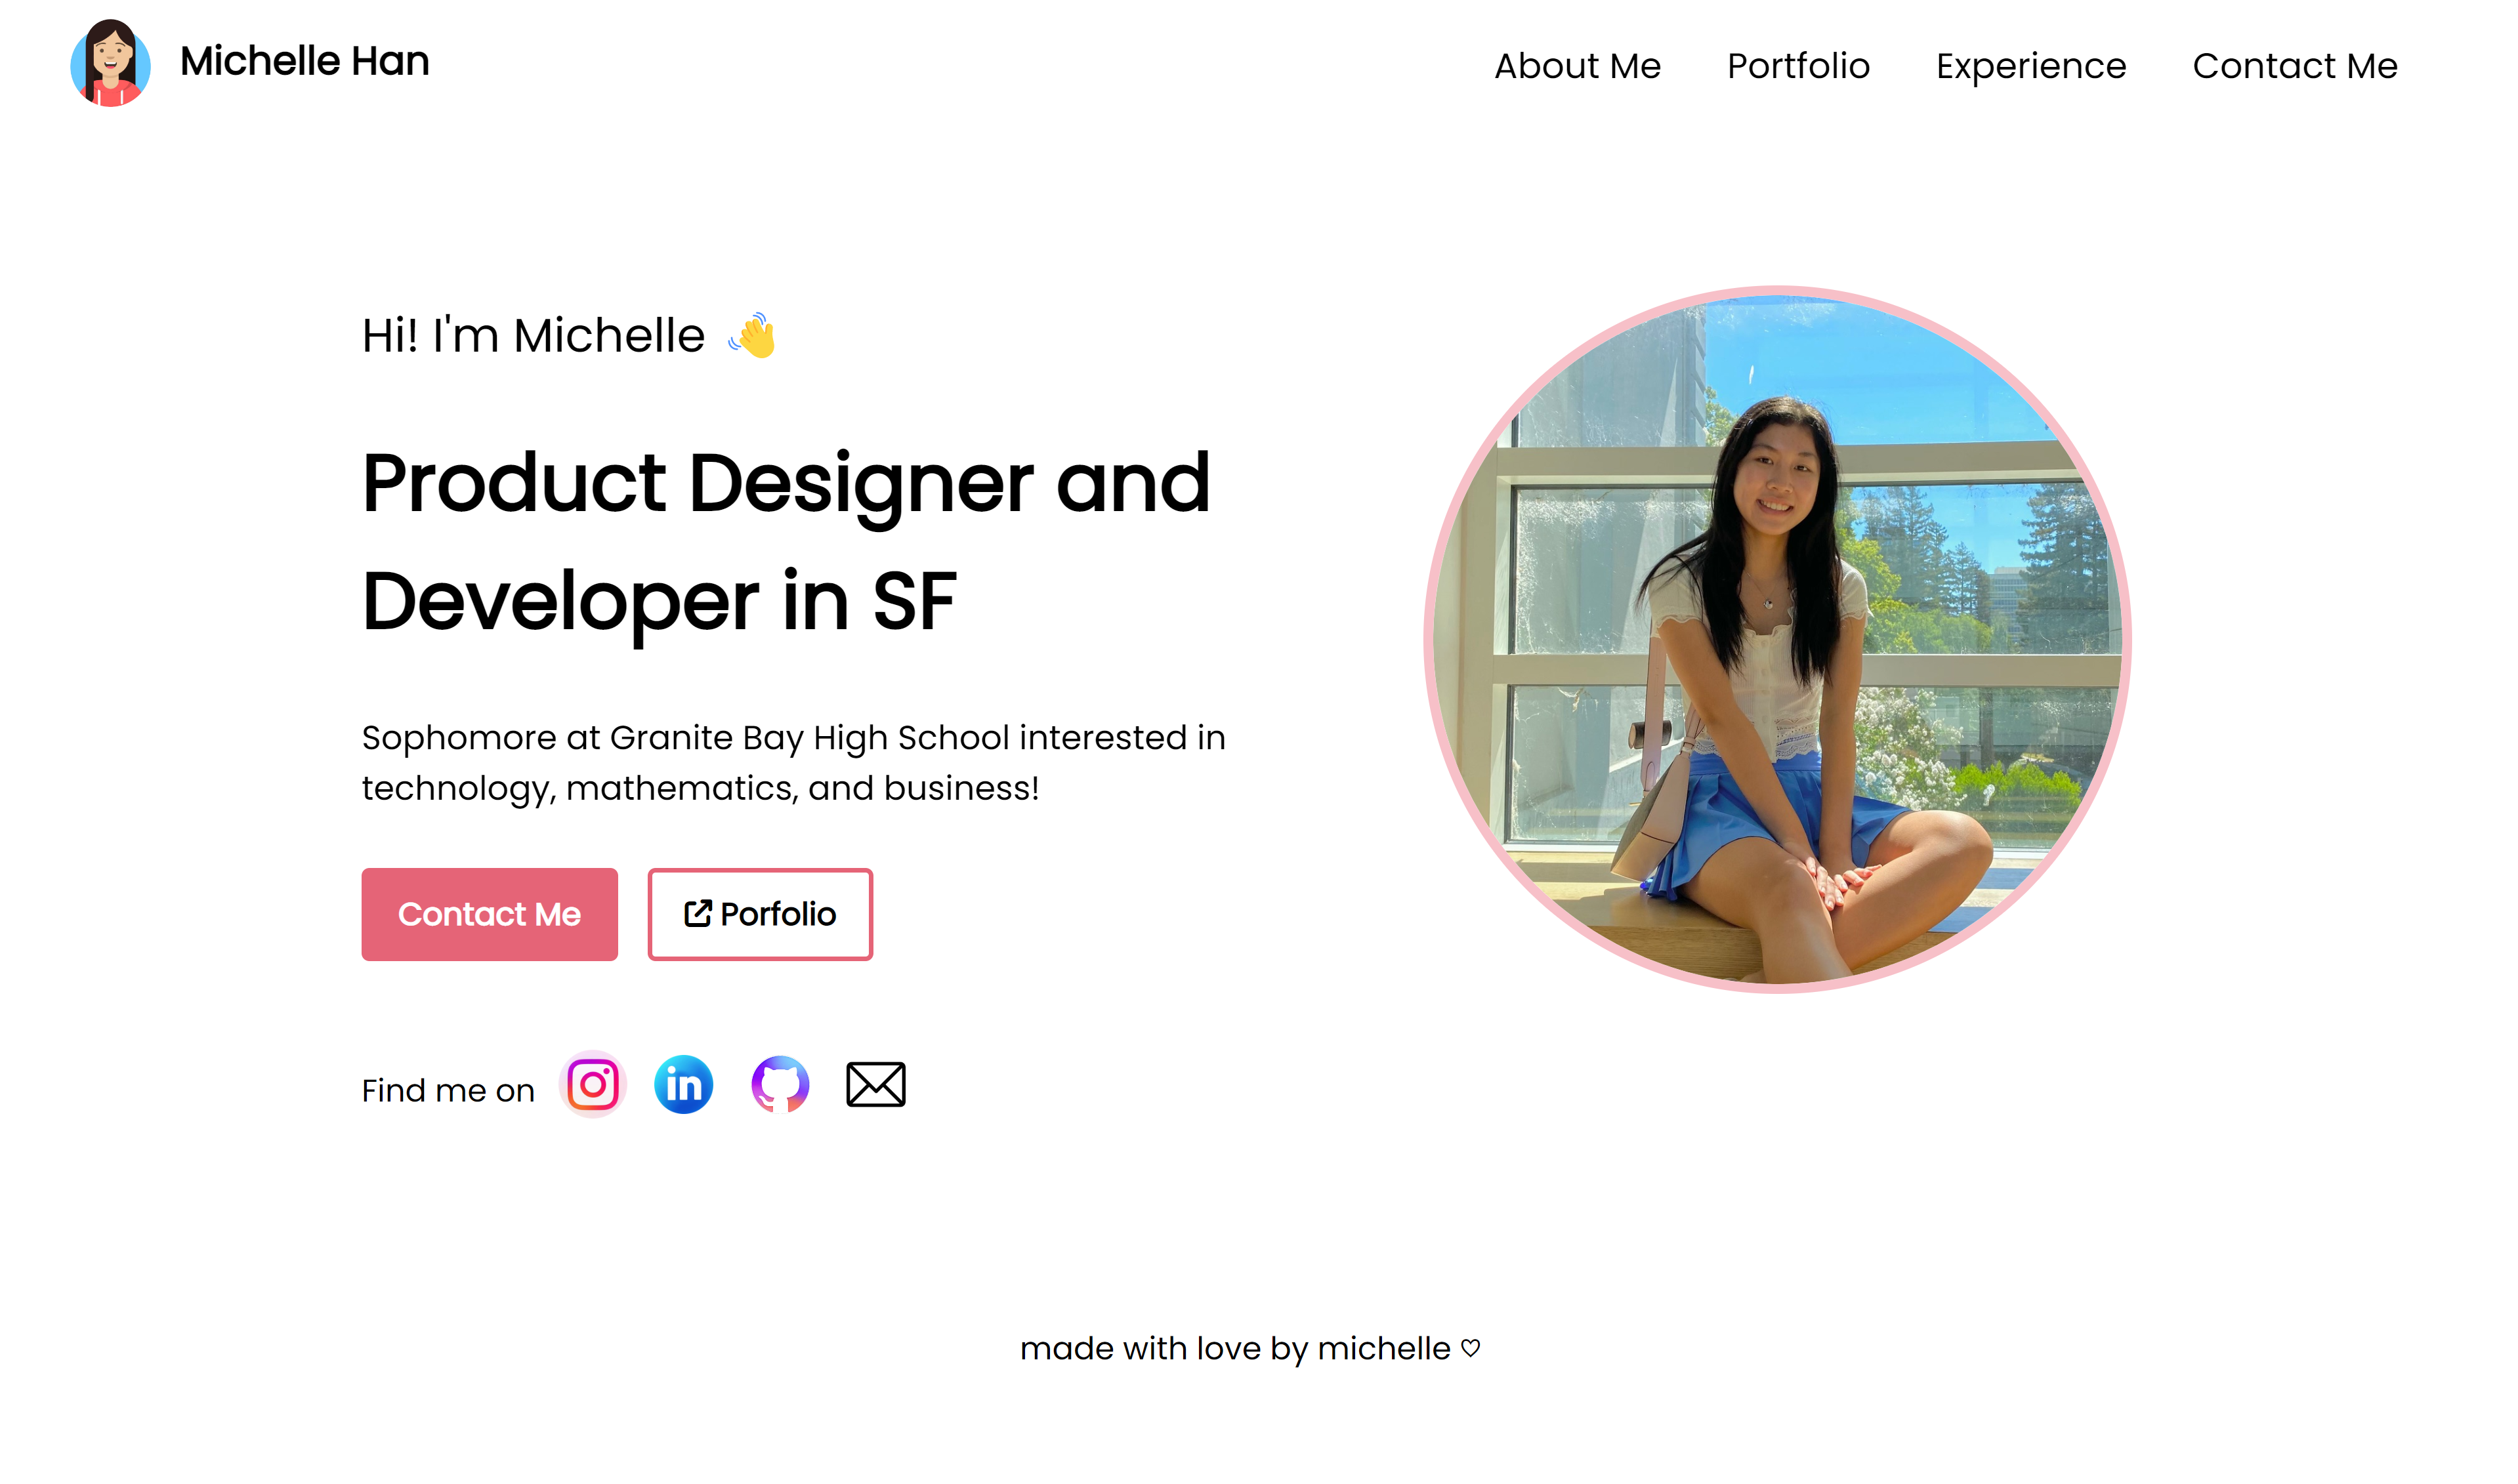 Michelle Han
About Me
Portfolio
Experience
Contact Me
Hi! I'm Michelle 👋
Product Designer and
Developer in SF
Sophomore at Granite Bay High School interested in
technology, mathematics, and business!
Contact Me
Porfolio
Find me on
in
made with love by michelle ♡